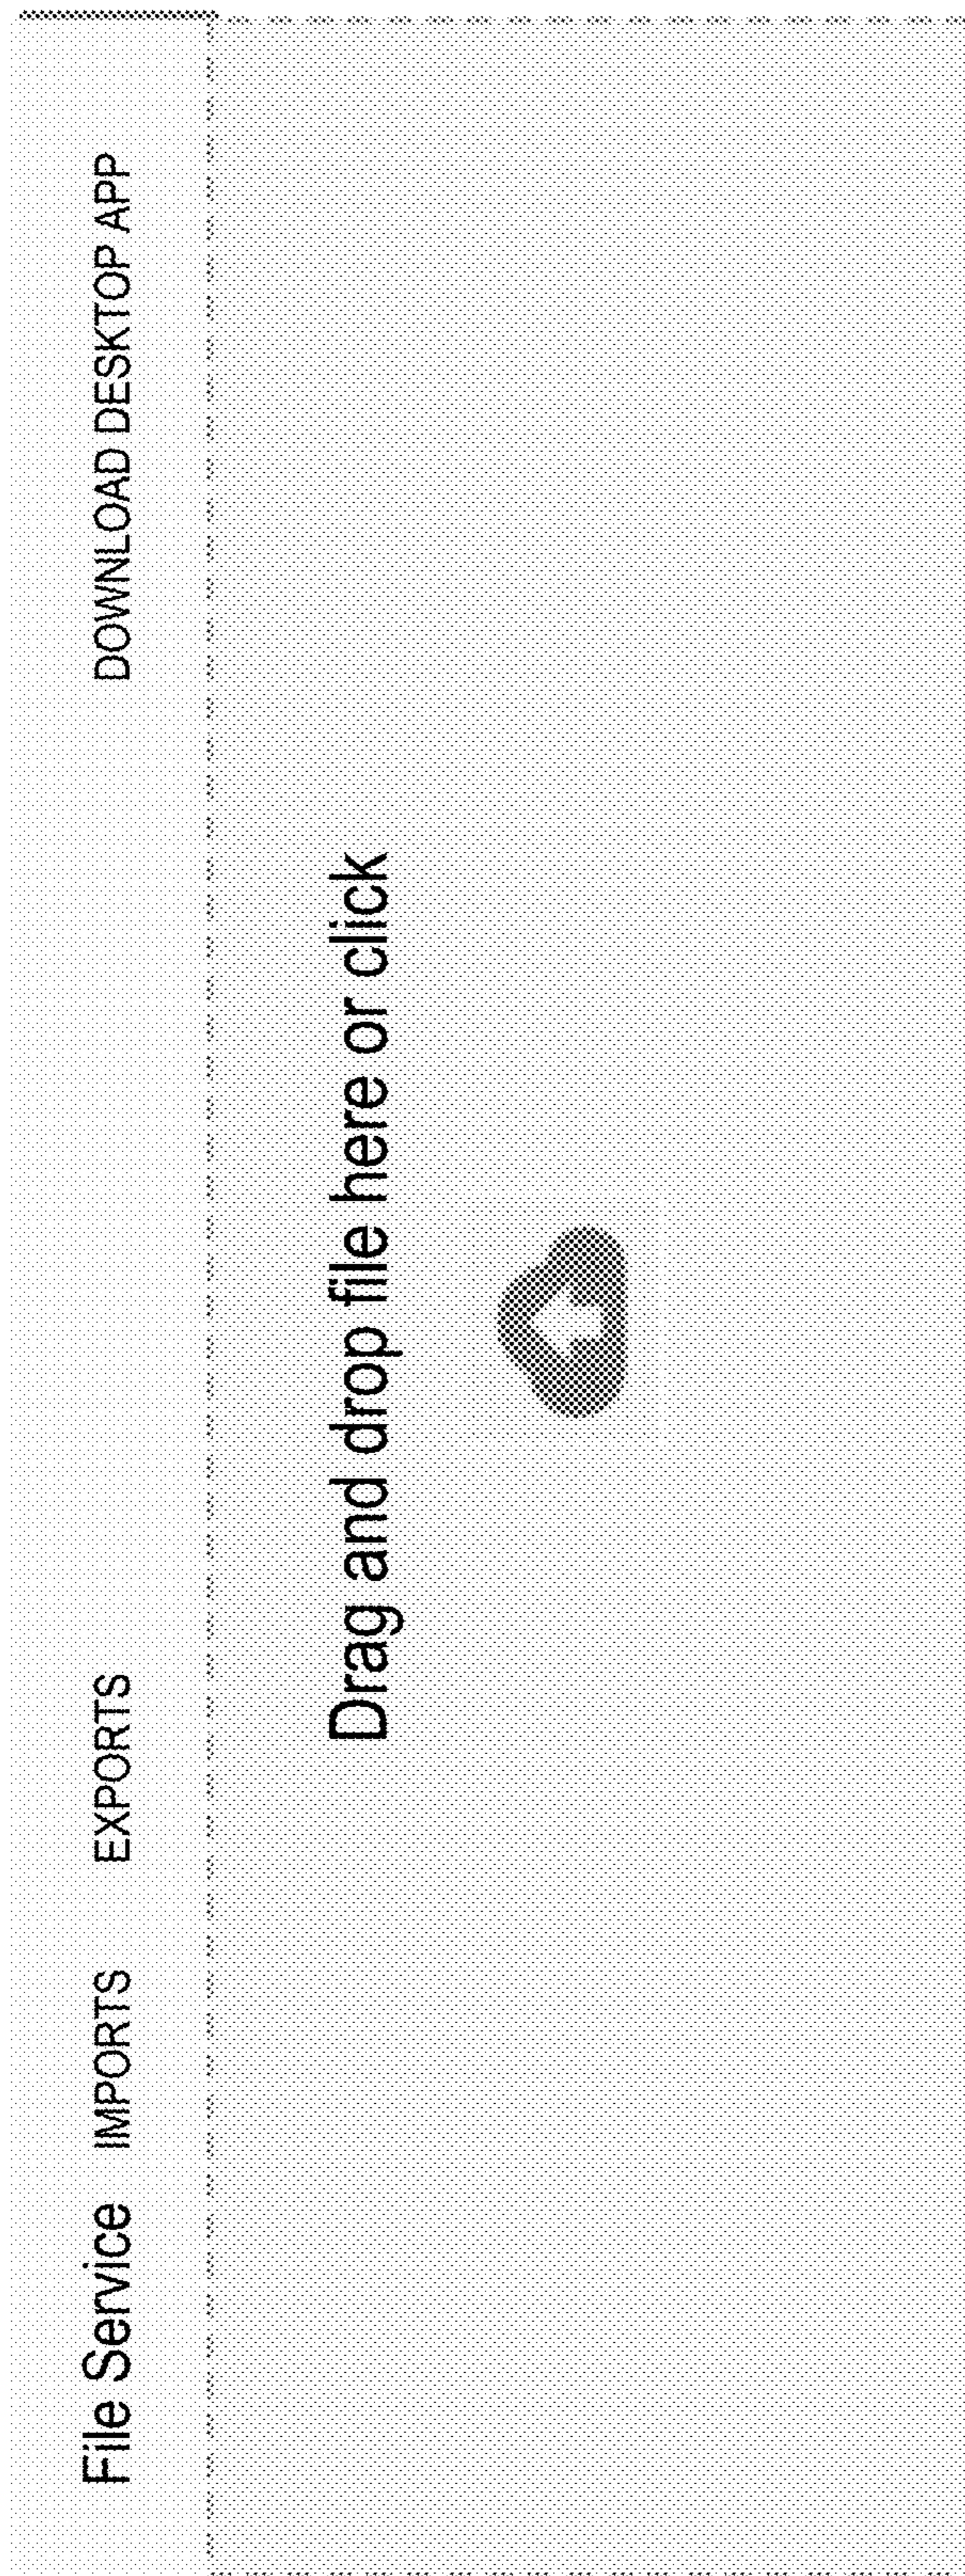 File Service IMPORTS EXPORTS DOWNLOAD DESKTOP APP
Drag and drop file here or click